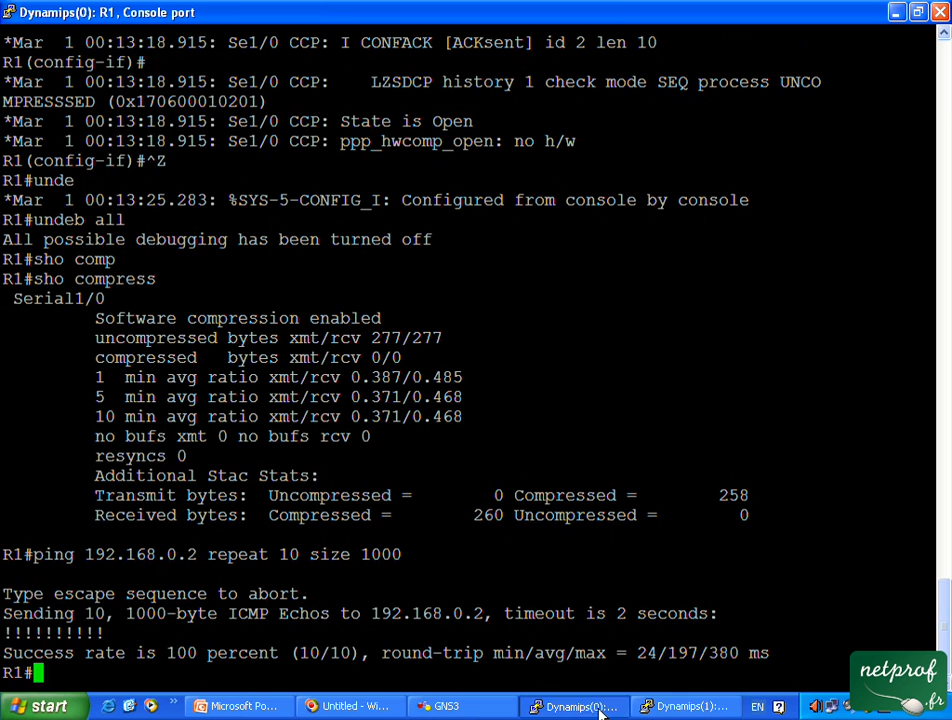 Dynamips(0): R1, Console port
*Mar  1 00:13:18.915: Se1/0 CCP: I CONFACK [ACKsent] id 2 len 10
R1(config-if)#
*Mar  1 00:13:18.915: Se1/0 CCP:    LZSDCP history 1 check mode SEQ process UNCO
MPRESSSED (0x170600010201)
*Mar  1 00:13:18.915: Se1/0 CCP: State is Open
*Mar  1 00:13:18.915: Se1/0 CCP: ppp_hwcomp_open: no h/w
R1(config-if)#^Z
R1#unde
*Mar  1 00:13:25.283: %SYS-5-CONFIG_I: Configured from console by console
R1#undeb all
All possible debugging has been turned off
R1#sho comp
R1#sho compress
Serial1/0
Software compression enabled
uncompressed bytes xmt/rcv 277/277
compressed   bytes xmt/rcv 0/0
1  min avg ratio xmt/rcv 0.387/0.485
5  min avg ratio xmt/rcv 0.371/0.468
10 min avg ratio xmt/rcv 0.371/0.468
no bufs xmt 0 no bufs rcv 0
resyncs 0
Additional Stac Stats:
Transmit bytes:  Uncompressed =        0 Compressed =        258
Received bytes:  Compressed =      260 Uncompressed =        0
R1#ping 192.168.0.2 repeat 10 size 1000
Type escape sequence to abort.
Sending 10, 1000-byte ICMP Echos to 192.168.0.2, timeout is 2 seconds:
!!!!!!!!!!
Success rate is 100 percent (10/10), round-trip min/avg/max = 24/197/380 ms
R1#
netprof
.fr
start » Microsoft Po... Untitled - Wi... GNS3 Dynamips(0):... Dynamips(1):... EN